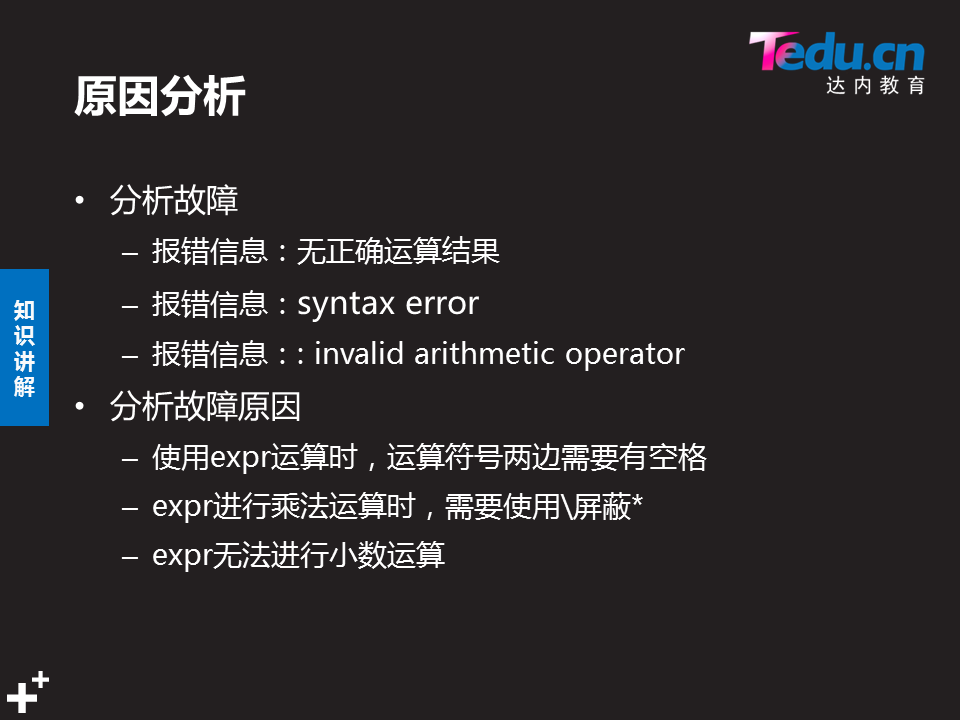 Tedu.cn
达内教育
原因分析
• 分析故障
– 报错信息：无正确运算结果
– 报错信息：syntax error
– 报错信息：: invalid arithmetic operator
• 分析故障原因
– 使用expr运算时，运算符号两边需要有空格
– expr进行乘法运算时，需要使用\屏蔽*
– expr无法进行小数运算
知识讲解